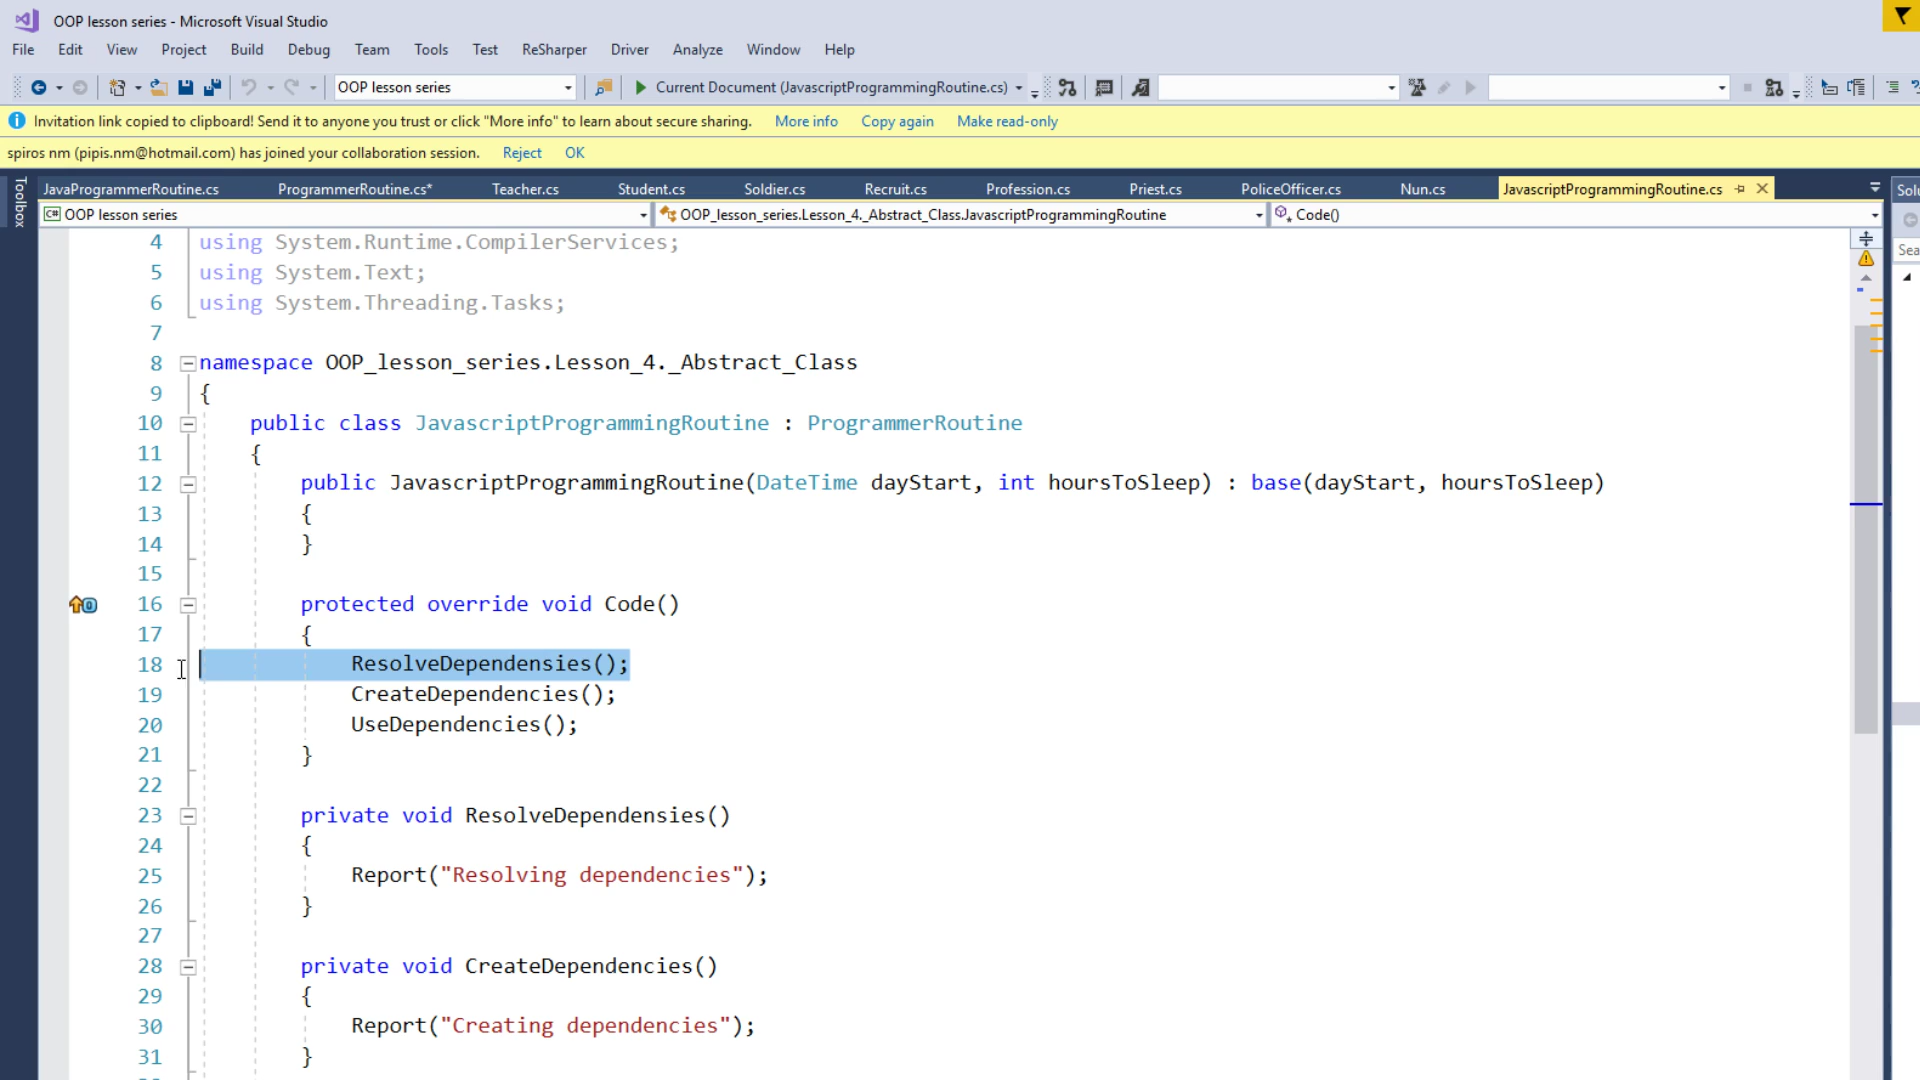 OOP lesson series - Microsoft Visual Studio
File Edit View Project Build Debug Team Tools Test ReSharper Driver Analyze Window Help
OOP lesson series Current Document (JavascriptProgrammingRoutine.cs)
Invitation link copied to clipboard! Send it to anyone you trust or click "More info" to learn about secure sharing. More info Copy again Make read-only
spiros nm (pipis.nm@hotmail.com) has joined your collaboration session. Reject OK
Toolbox
JavaProgrammerRoutine.cs ProgrammerRoutine.cs* Teacher.cs Student.cs Soldier.cs Recruit.cs Profession.cs Priest.cs PoliceOfficer.cs Nun.cs JavascriptProgrammingRoutine.cs Solu
C# OOP lesson series OOP_lesson_series.Lesson_4._Abstract_Class.JavascriptProgrammingRoutine Code()
Sea
4 using System.Runtime.CompilerServices;
5 using System.Text;
6 using System.Threading.Tasks;
7
8 namespace OOP_lesson_series.Lesson_4._Abstract_Class
9 {
10 public class JavascriptProgrammingRoutine : ProgrammerRoutine
11 {
12 public JavascriptProgrammingRoutine(DateTime dayStart, int hoursToSleep) : base(dayStart, hoursToSleep)
13 {
14 }
15
16 protected override void Code()
17 {
18 ResolveDependensies();
19 CreateDependencies();
20 UseDependencies();
21 }
22
23 private void ResolveDependensies()
24 {
25 Report("Resolving dependencies");
26 }
27
28 private void CreateDependencies()
29 {
30 Report("Creating dependencies");
31 }